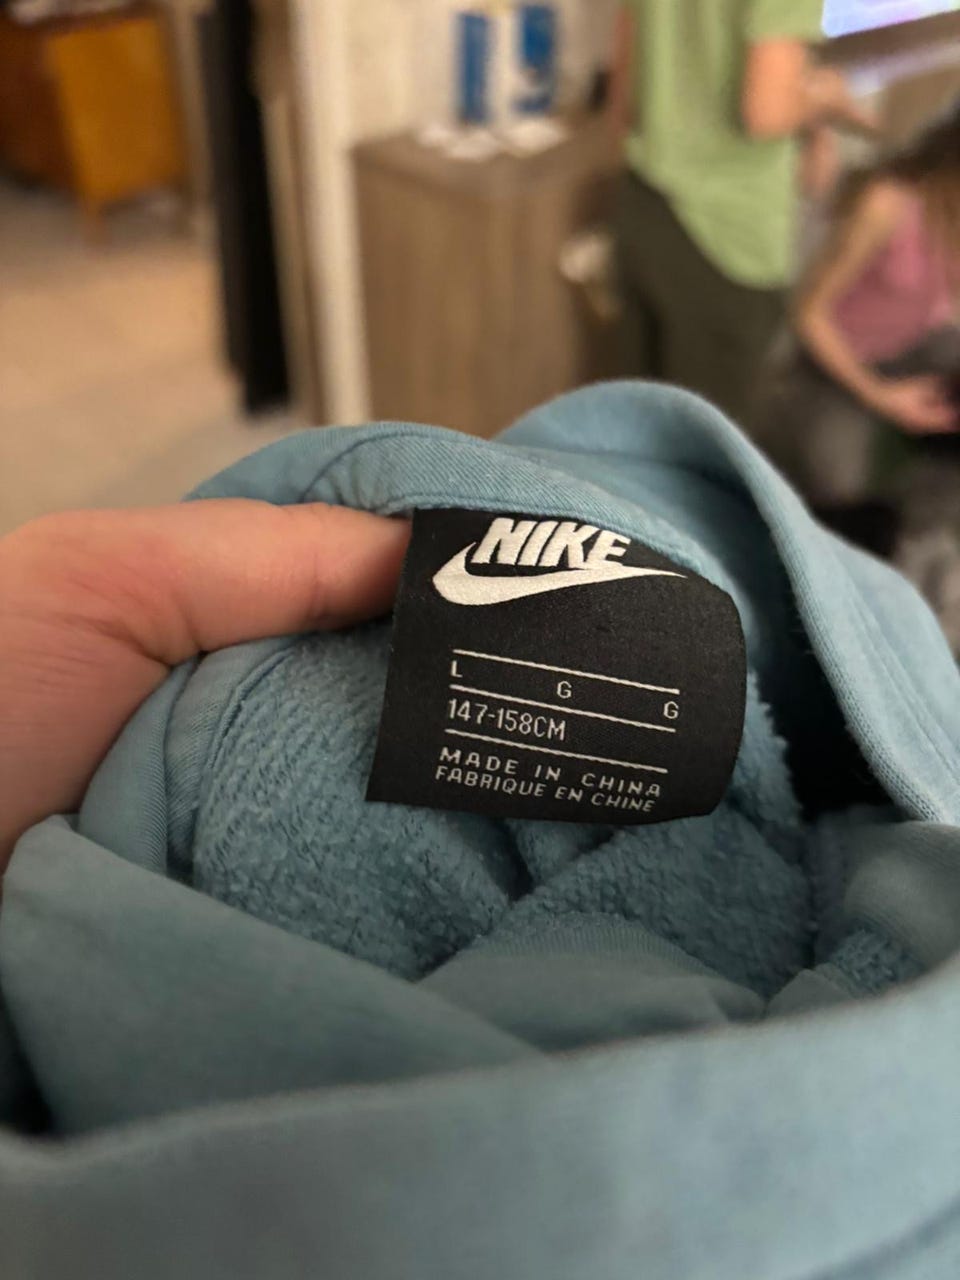 NIKE
L G G
147-158CM
MADE IN CHINA
FABRIQUE EN CHINE